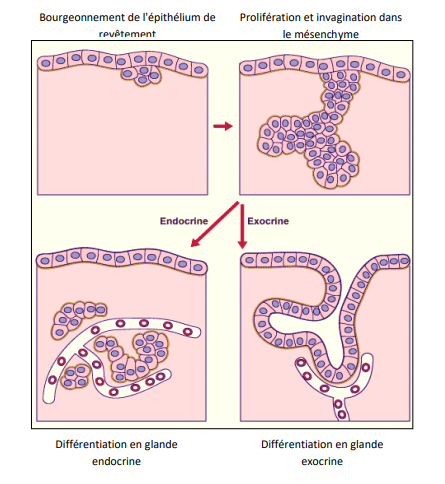 Bourgeonnement de l'épithélium de
revêtement
Prolifération et invagination dans
le mésenchyme
Endocrine
Exocrine
Différentiation en glande
endocrine
Différentiation en glande
exocrine